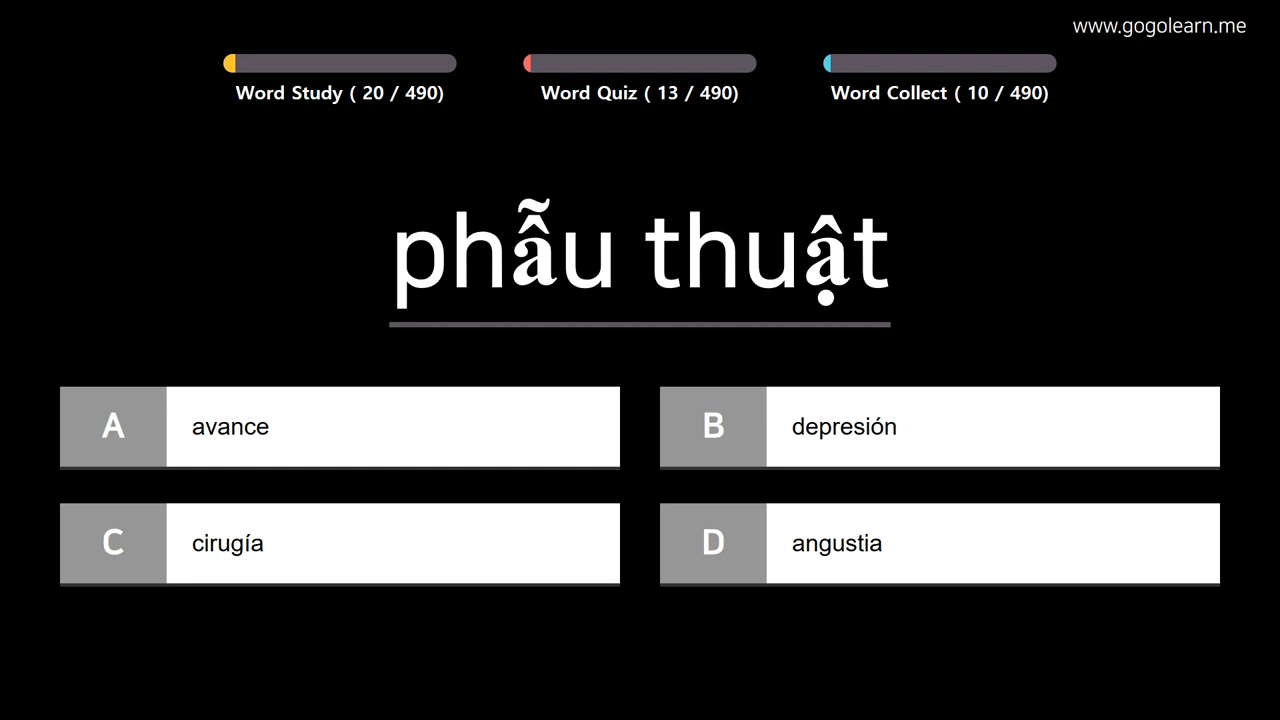 www.gogolearn.me
Word Study ( 20 / 490)
Word Quiz ( 13 / 490)
Word Collect ( 10 / 490)
phẫu thuật
A avance
B depresión
C cirugía
D angustia